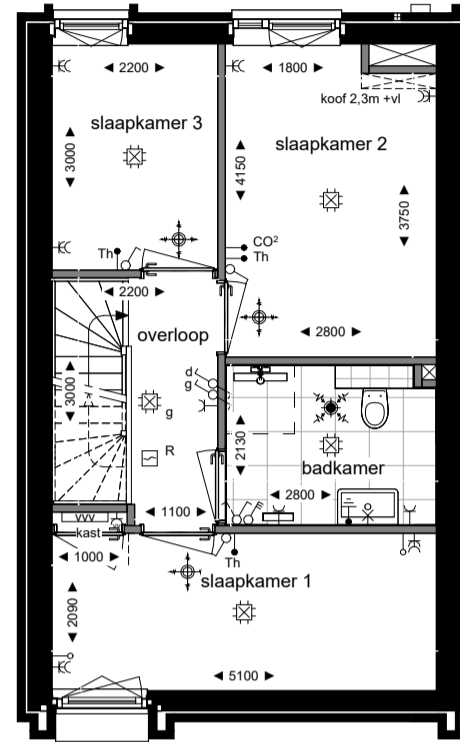 2200
1800
koof 2,3m +vl
slaapkamer 3
slaapkamer 2
3000
4150
3750
Th
CO²
Th
2200
2800
overloop
d
g
3000
g
R
2130
badkamer
2800
1100
vvv
kast
1000
Th
slaapkamer 1
2090
5100